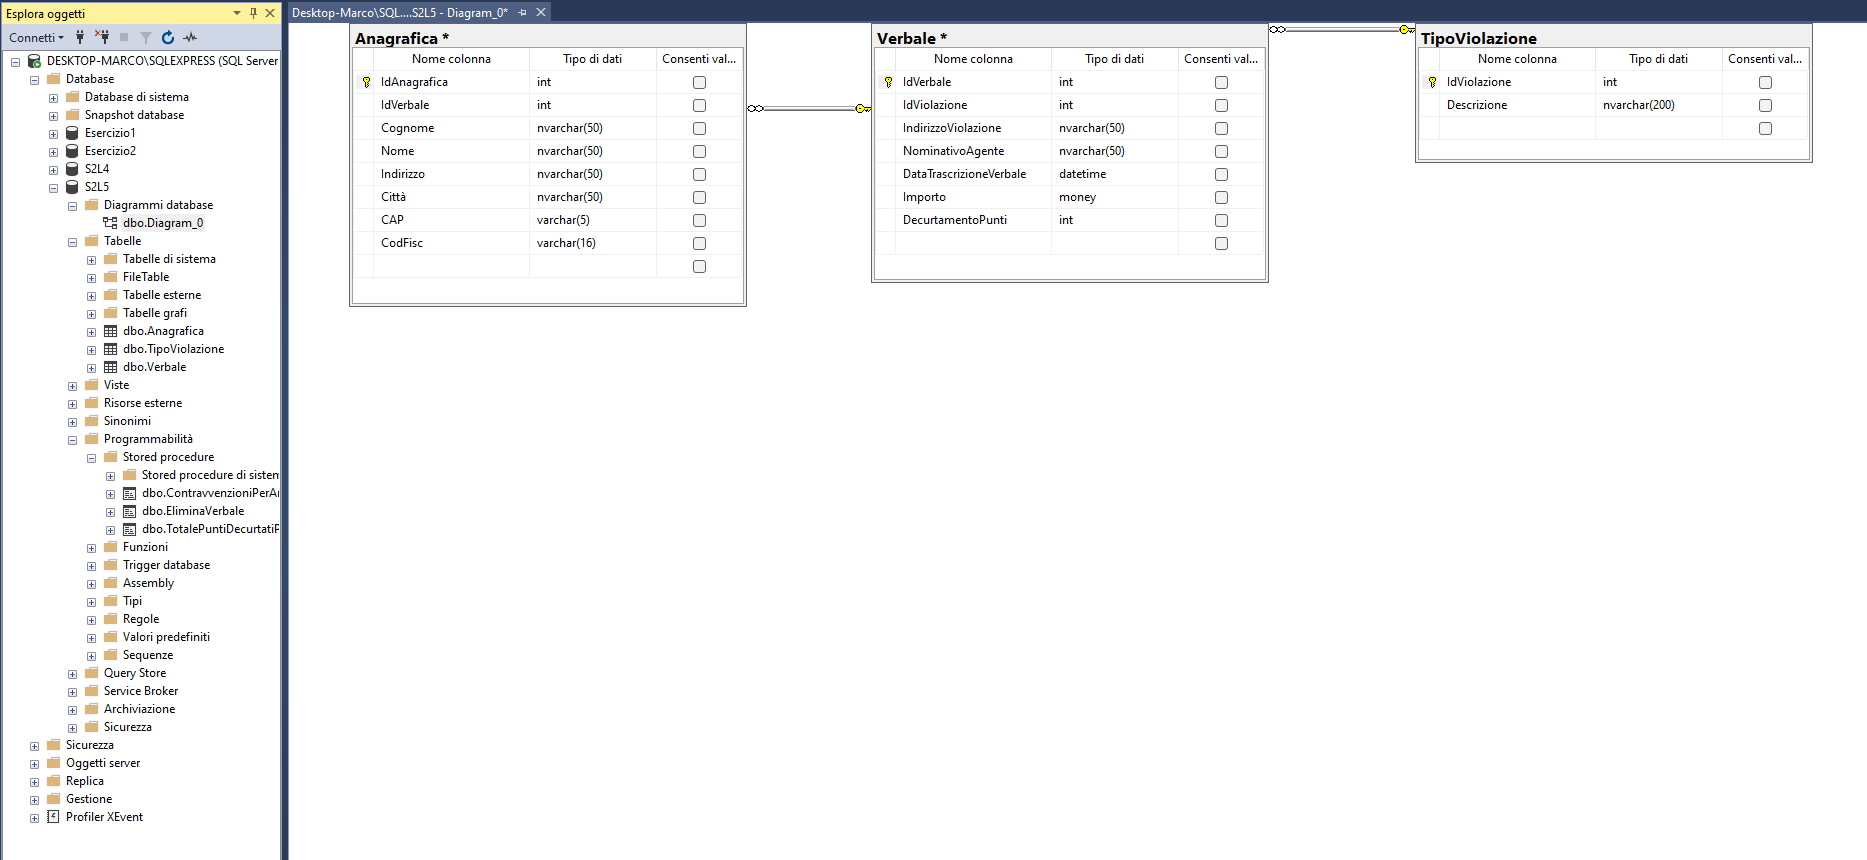 Esplora oggetti
Connetti
DESKTOP-MARCO\SQLEXPRESS (SQL Server
Database
Database di sistema
Snapshot database
Esercizio1
Esercizio2
S2L4
S2L5
Diagrammi database
dbo.Diagram_0
Tabelle
Tabelle di sistema
FileTable
Tabelle esterne
Tabelle grafi
dbo.Anagrafica
dbo.TipoViolazione
dbo.Verbale
Viste
Risorse esterne
Sinonimi
Programmabilità
Stored procedure
Stored procedure di sistem
dbo.ContravvenzioniPerAn
dbo.EliminaVerbale
dbo.TotalePuntiDecurtatiP
Funzioni
Trigger database
Assembly
Tipi
Regole
Valori predefiniti
Sequenze
Query Store
Service Broker
Archiviazione
Sicurezza
Sicurezza
Oggetti server
Replica
Gestione
Profiler XEvent
Desktop-Marco\SQL....S2L5 - Diagram_0*
Anagrafica *
Nome colonna Tipo di dati Consenti val...
IdAnagrafica int
IdVerbale int
Cognome nvarchar(50)
Nome nvarchar(50)
Indirizzo nvarchar(50)
Città nvarchar(50)
CAP varchar(5)
CodFisc varchar(16)
Verbale *
Nome colonna Tipo di dati Consenti val...
IdVerbale int
IdViolazione int
IndirizzoViolazione nvarchar(50)
NominativoAgente nvarchar(50)
DataTrascrizioneVerbale datetime
Importo money
DecurtamentoPunti int
TipoViolazione
Nome colonna Tipo di dati Consenti val...
IdViolazione int
Descrizione nvarchar(200)